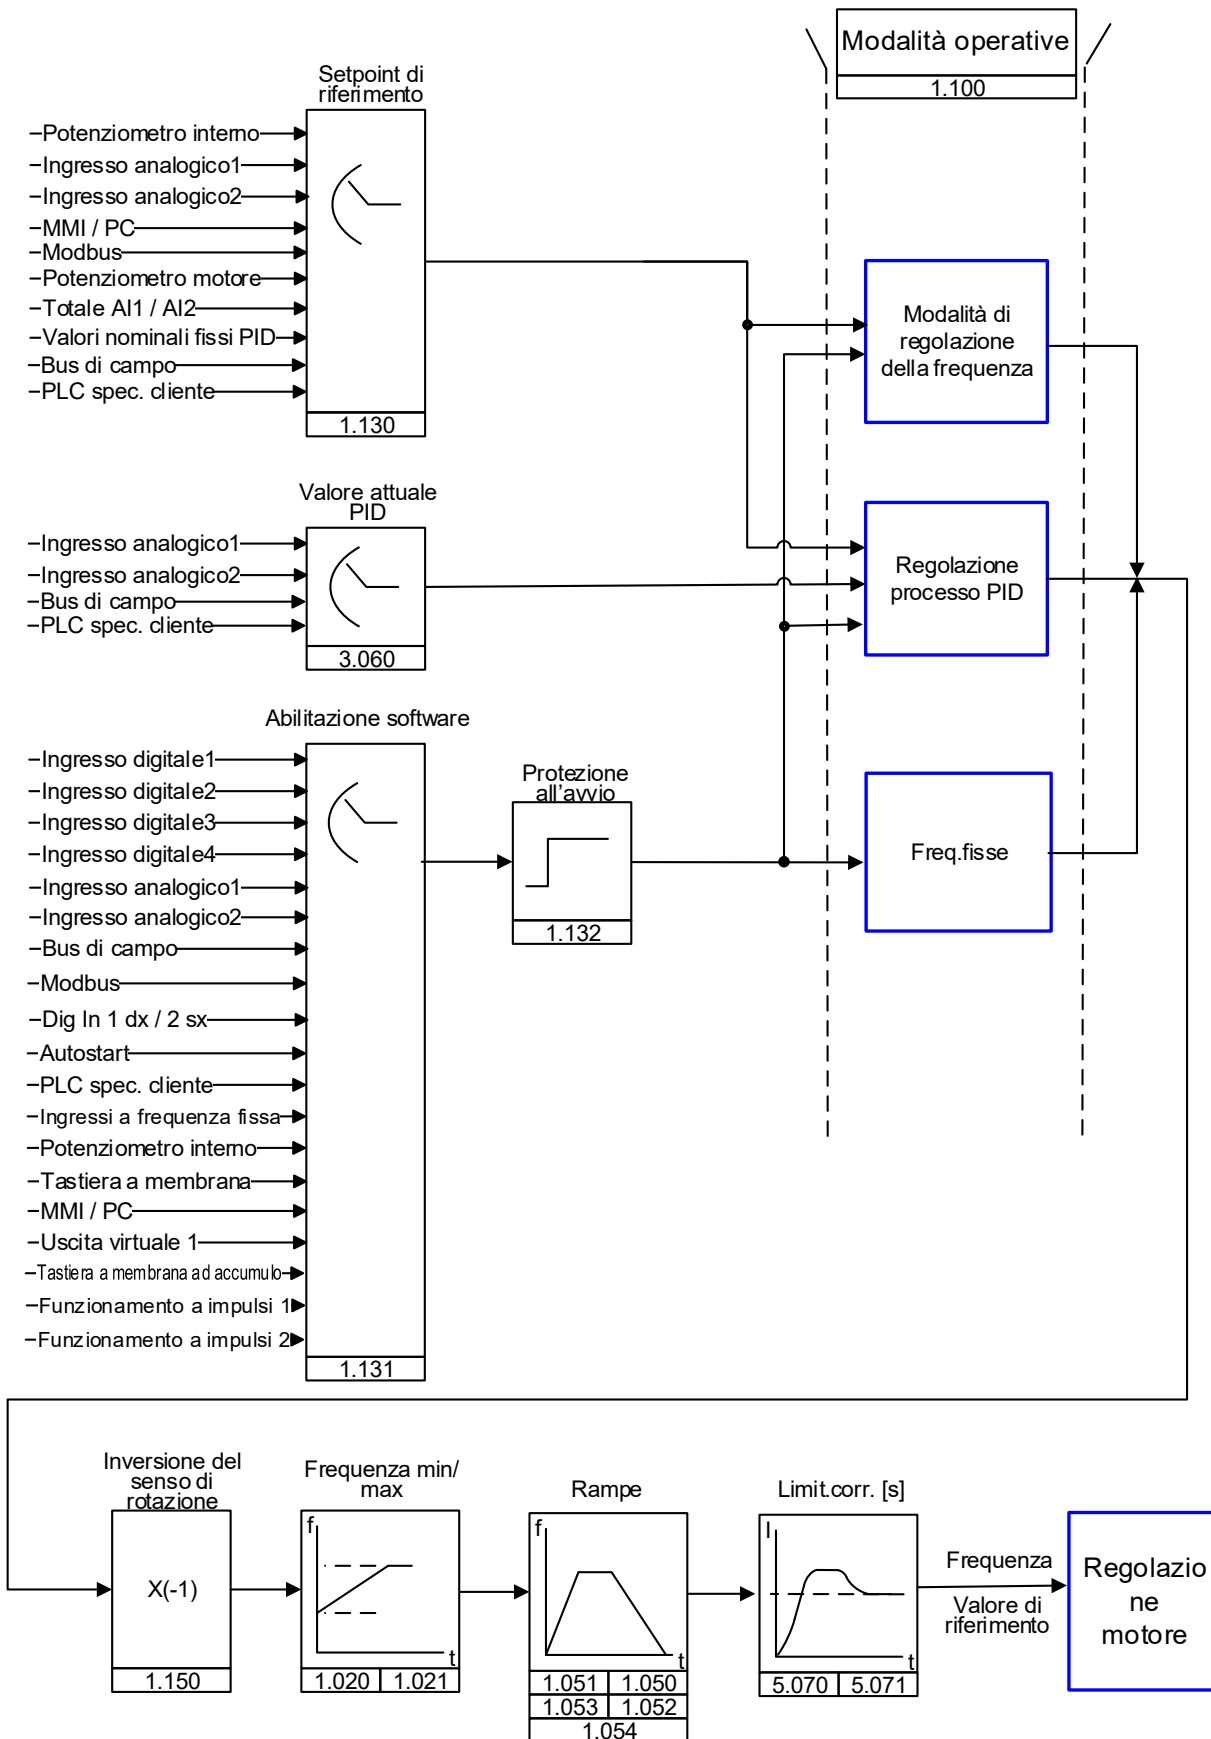 Modalità operative
1.100
Setpoint di
riferimento
Potenziometro interno
Ingresso analogico1
Ingresso analogico2
MMI / PC
Modbus
Potenziometro motore
Totale AI1 / AI2
Valori nominali fissi PID
Bus di campo
PLC spec. cliente
1.130
Modalità di
regolazione
della frequenza
Valore attuale
PID
Ingresso analogico1
Ingresso analogico2
Bus di campo
PLC spec. cliente
3.060
Regolazione
processo PID
Abilitazione software
Ingresso digitale1
Ingresso digitale2
Ingresso digitale3
Ingresso digitale4
Ingresso analogico1
Ingresso analogico2
Bus di campo
Modbus
Dig In 1 dx / 2 sx
Autostart
PLC spec. cliente
Ingressi a frequenza fissa
Potenziometro interno
Tastiera a membrana
MMI / PC
Uscita virtuale 1
Tastiera a membrana ad accumulo
Funzionamento a impulsi 1
Funzionamento a impulsi 2
1.131
Protezione
all'avvio
1.132
Freq.fisse
Inversione del
senso di
rotazione
X(-1)
1.150
Frequenza min/
max
f
t
1.020 1.021
Rampe
f
t
1.051 1.050
1.053 1.052
1.054
Limit.corr. [s]
I
t
5.070 5.071
Frequenza
Valore di
riferimento
Regolazio
ne
motore